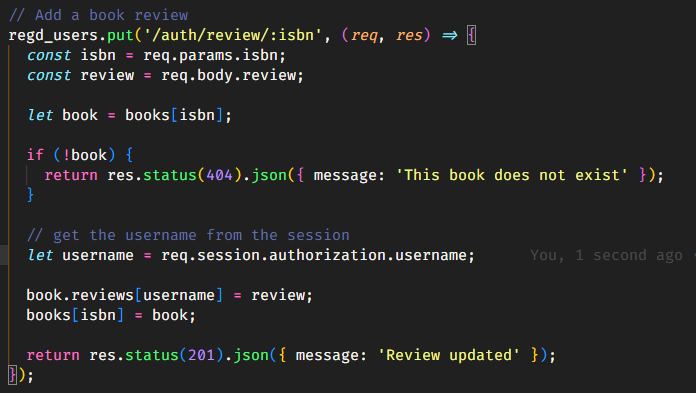 // Add a book review
regd_users.put('/auth/review/:isbn', (req, res) => {
  const isbn = req.params.isbn;
  const review = req.body.review;

  let book = books[isbn];

  if (!book) {
    return res.status(404).json({ message: 'This book does not exist' });
  }

  // get the username from the session
  let username = req.session.authorization.username;      You, 1 second ago •

  book.reviews[username] = review;
  books[isbn] = book;

  return res.status(201).json({ message: 'Review updated' });
});